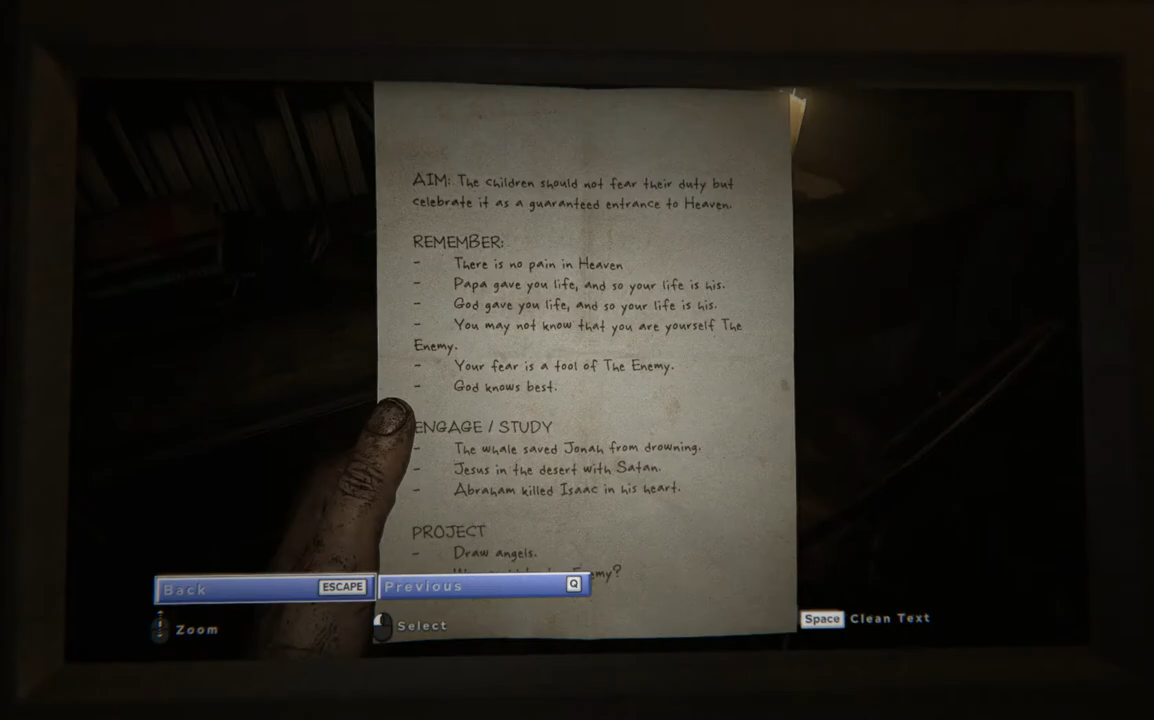 AIM: The children should not fear their duty but
celebrate it as a guaranteed entrance to Heaven.
REMEMBER:
- There is no pain in Heaven
- Papa gave you life, and so your life is his.
- God gave you life, and so your life is his.
- You may not know that you are yourself The
Enemy.
- Your fear is a tool of The Enemy.
- God knows best.
ENGAGE / STUDY
- The whale saved Jonah from drowning.
- Jesus in the desert with Satan.
- Abraham killed Isaac in his heart.
PROJECT
- Draw angels.
Back ESCAPE Previous Q
Zoom Select Space Clean Text